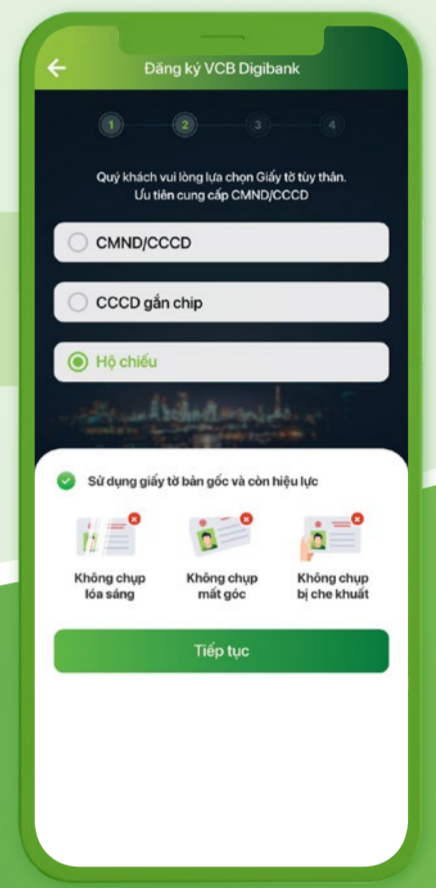 Đăng ký VCB Digibank
1 2 3 4
Quý khách vui lòng lựa chọn Giấy tờ tùy thân.
Ưu tiên cung cấp CMND/CCCD
CMND/CCCD
CCCD gắn chip
Hộ chiếu
Sử dụng giấy tờ bản gốc và còn hiệu lực
Không chụp lóa sáng
Không chụp mất góc
Không chụp bị che khuất
Tiếp tục